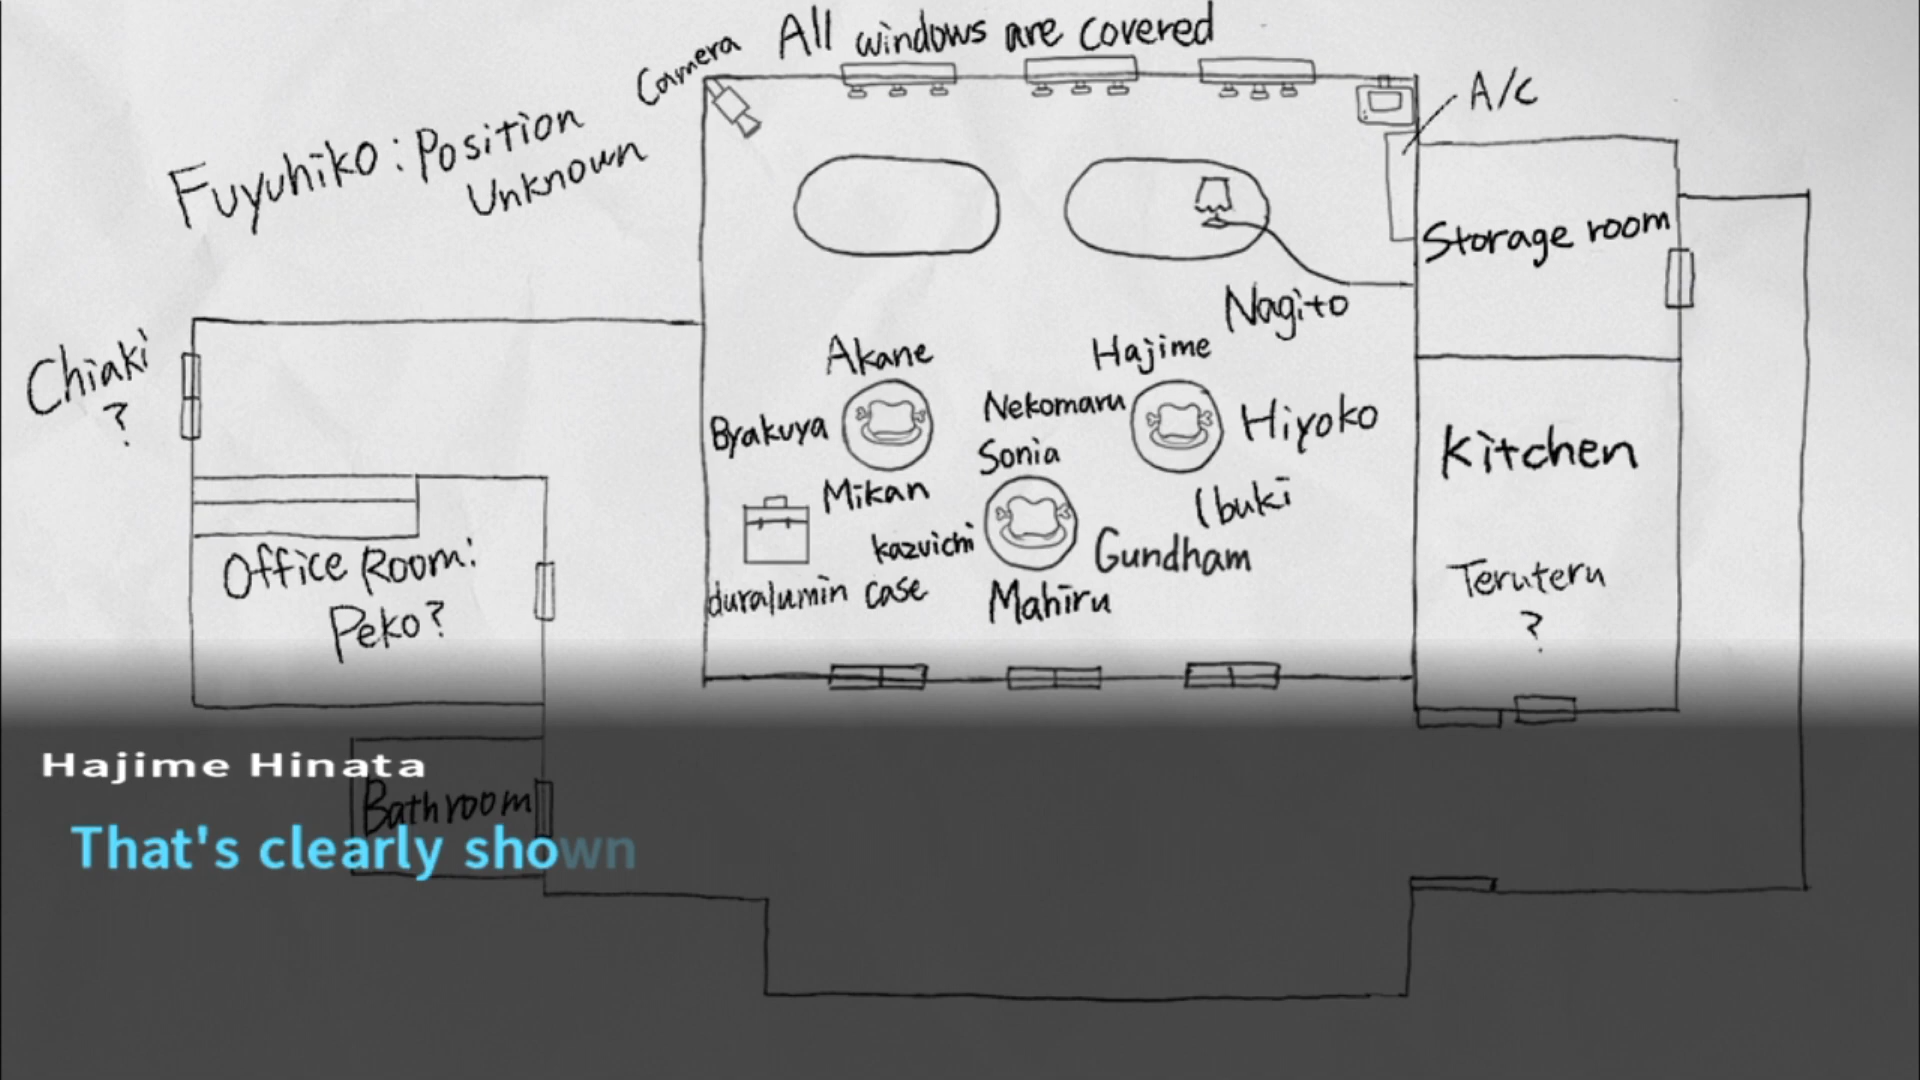 All windows are covered
Camera
A/C
Fuyuhiko : Position
Unknown
Storage room
Nagito
Chiaki
?
Akane
Hajime
Byakuya
Nekomaru
Hiyoko
Sonia
Kitchen
Mikan
Ibuki
kazuichi
Gundham
duralumin case
Mahiru
Office Room:
Peko?
Teruteru
?
Hajime Hinata
Bathroom
That's clearly shown